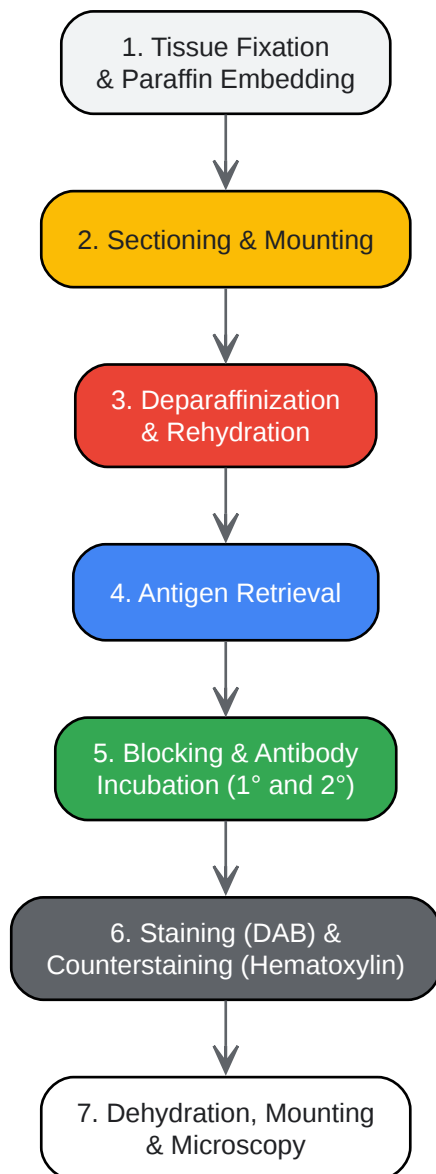 1. Tissue Fixation
& Paraffin Embedding
2. Sectioning & Mounting
3. Deparaffinization
& Rehydration
4. Antigen Retrieval
5. Blocking & Antibody
Incubation (1° and 2°)
6. Staining (DAB) &
Counterstaining (Hematoxylin)
7. Dehydration, Mounting
& Microscopy